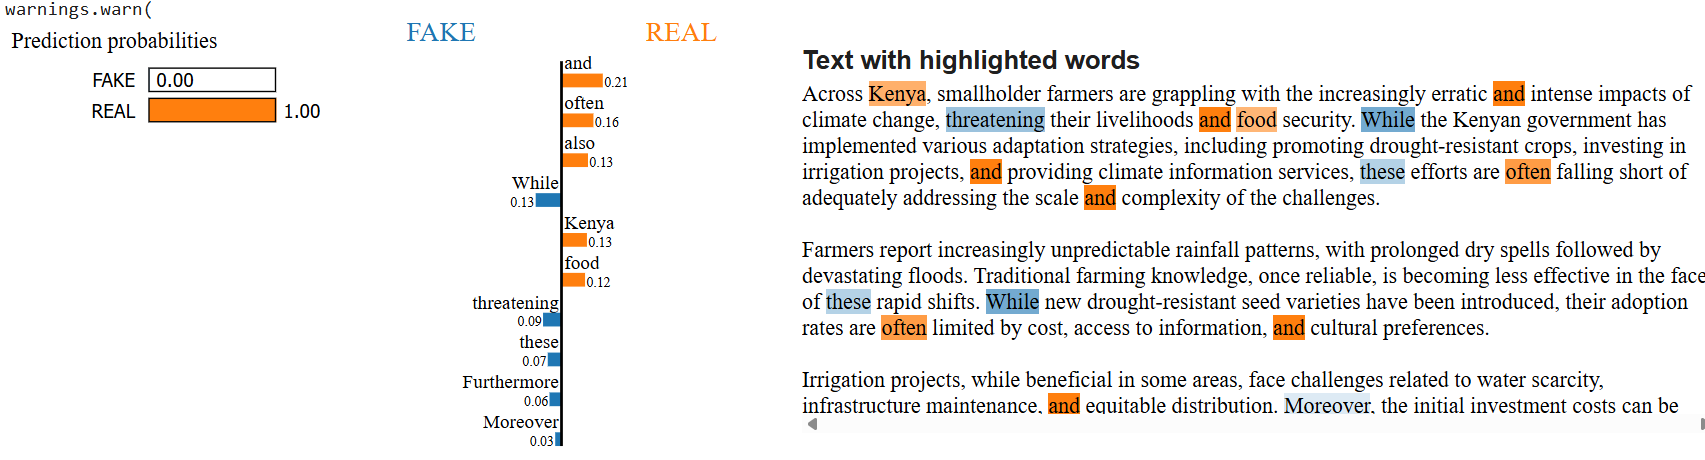 warnings.warn(
Prediction probabilities
FAKE 0.00
REAL 1.00
FAKE REAL
and
0.21
often
0.16
also
0.13
While
0.13
Kenya
0.13
food
0.12
threatening
0.09
these
0.07
Furthermore
0.06
Moreover
0.03
Text with highlighted words
Across Kenya, smallholder farmers are grappling with the increasingly erratic and intense impacts of
climate change, threatening their livelihoods and food security. While the Kenyan government has
implemented various adaptation strategies, including promoting drought-resistant crops, investing in
irrigation projects, and providing climate information services, these efforts are often falling short of
adequately addressing the scale and complexity of the challenges.
Farmers report increasingly unpredictable rainfall patterns, with prolonged dry spells followed by
devastating floods. Traditional farming knowledge, once reliable, is becoming less effective in the face
of these rapid shifts. While new drought-resistant seed varieties have been introduced, their adoption
rates are often limited by cost, access to information, and cultural preferences.
Irrigation projects, while beneficial in some areas, face challenges related to water scarcity,
infrastructure maintenance, and equitable distribution. Moreover, the initial investment costs can be